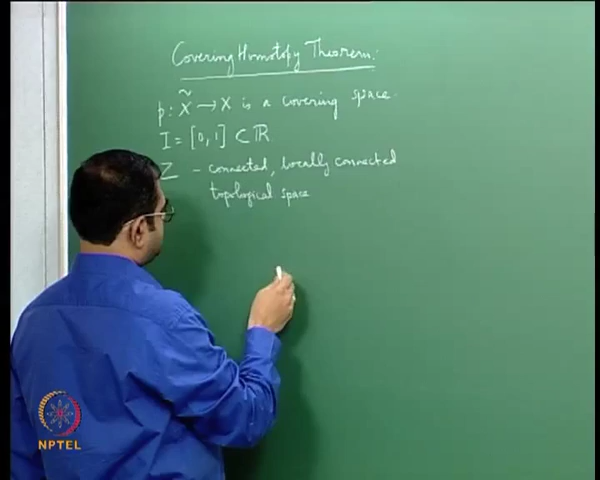 Covering Homotopy Theorem:
p: X̃ → X is a covering space.
I = [0,1] ⊂ ℝ
Z - connected, locally connected
topological space
NPTEL